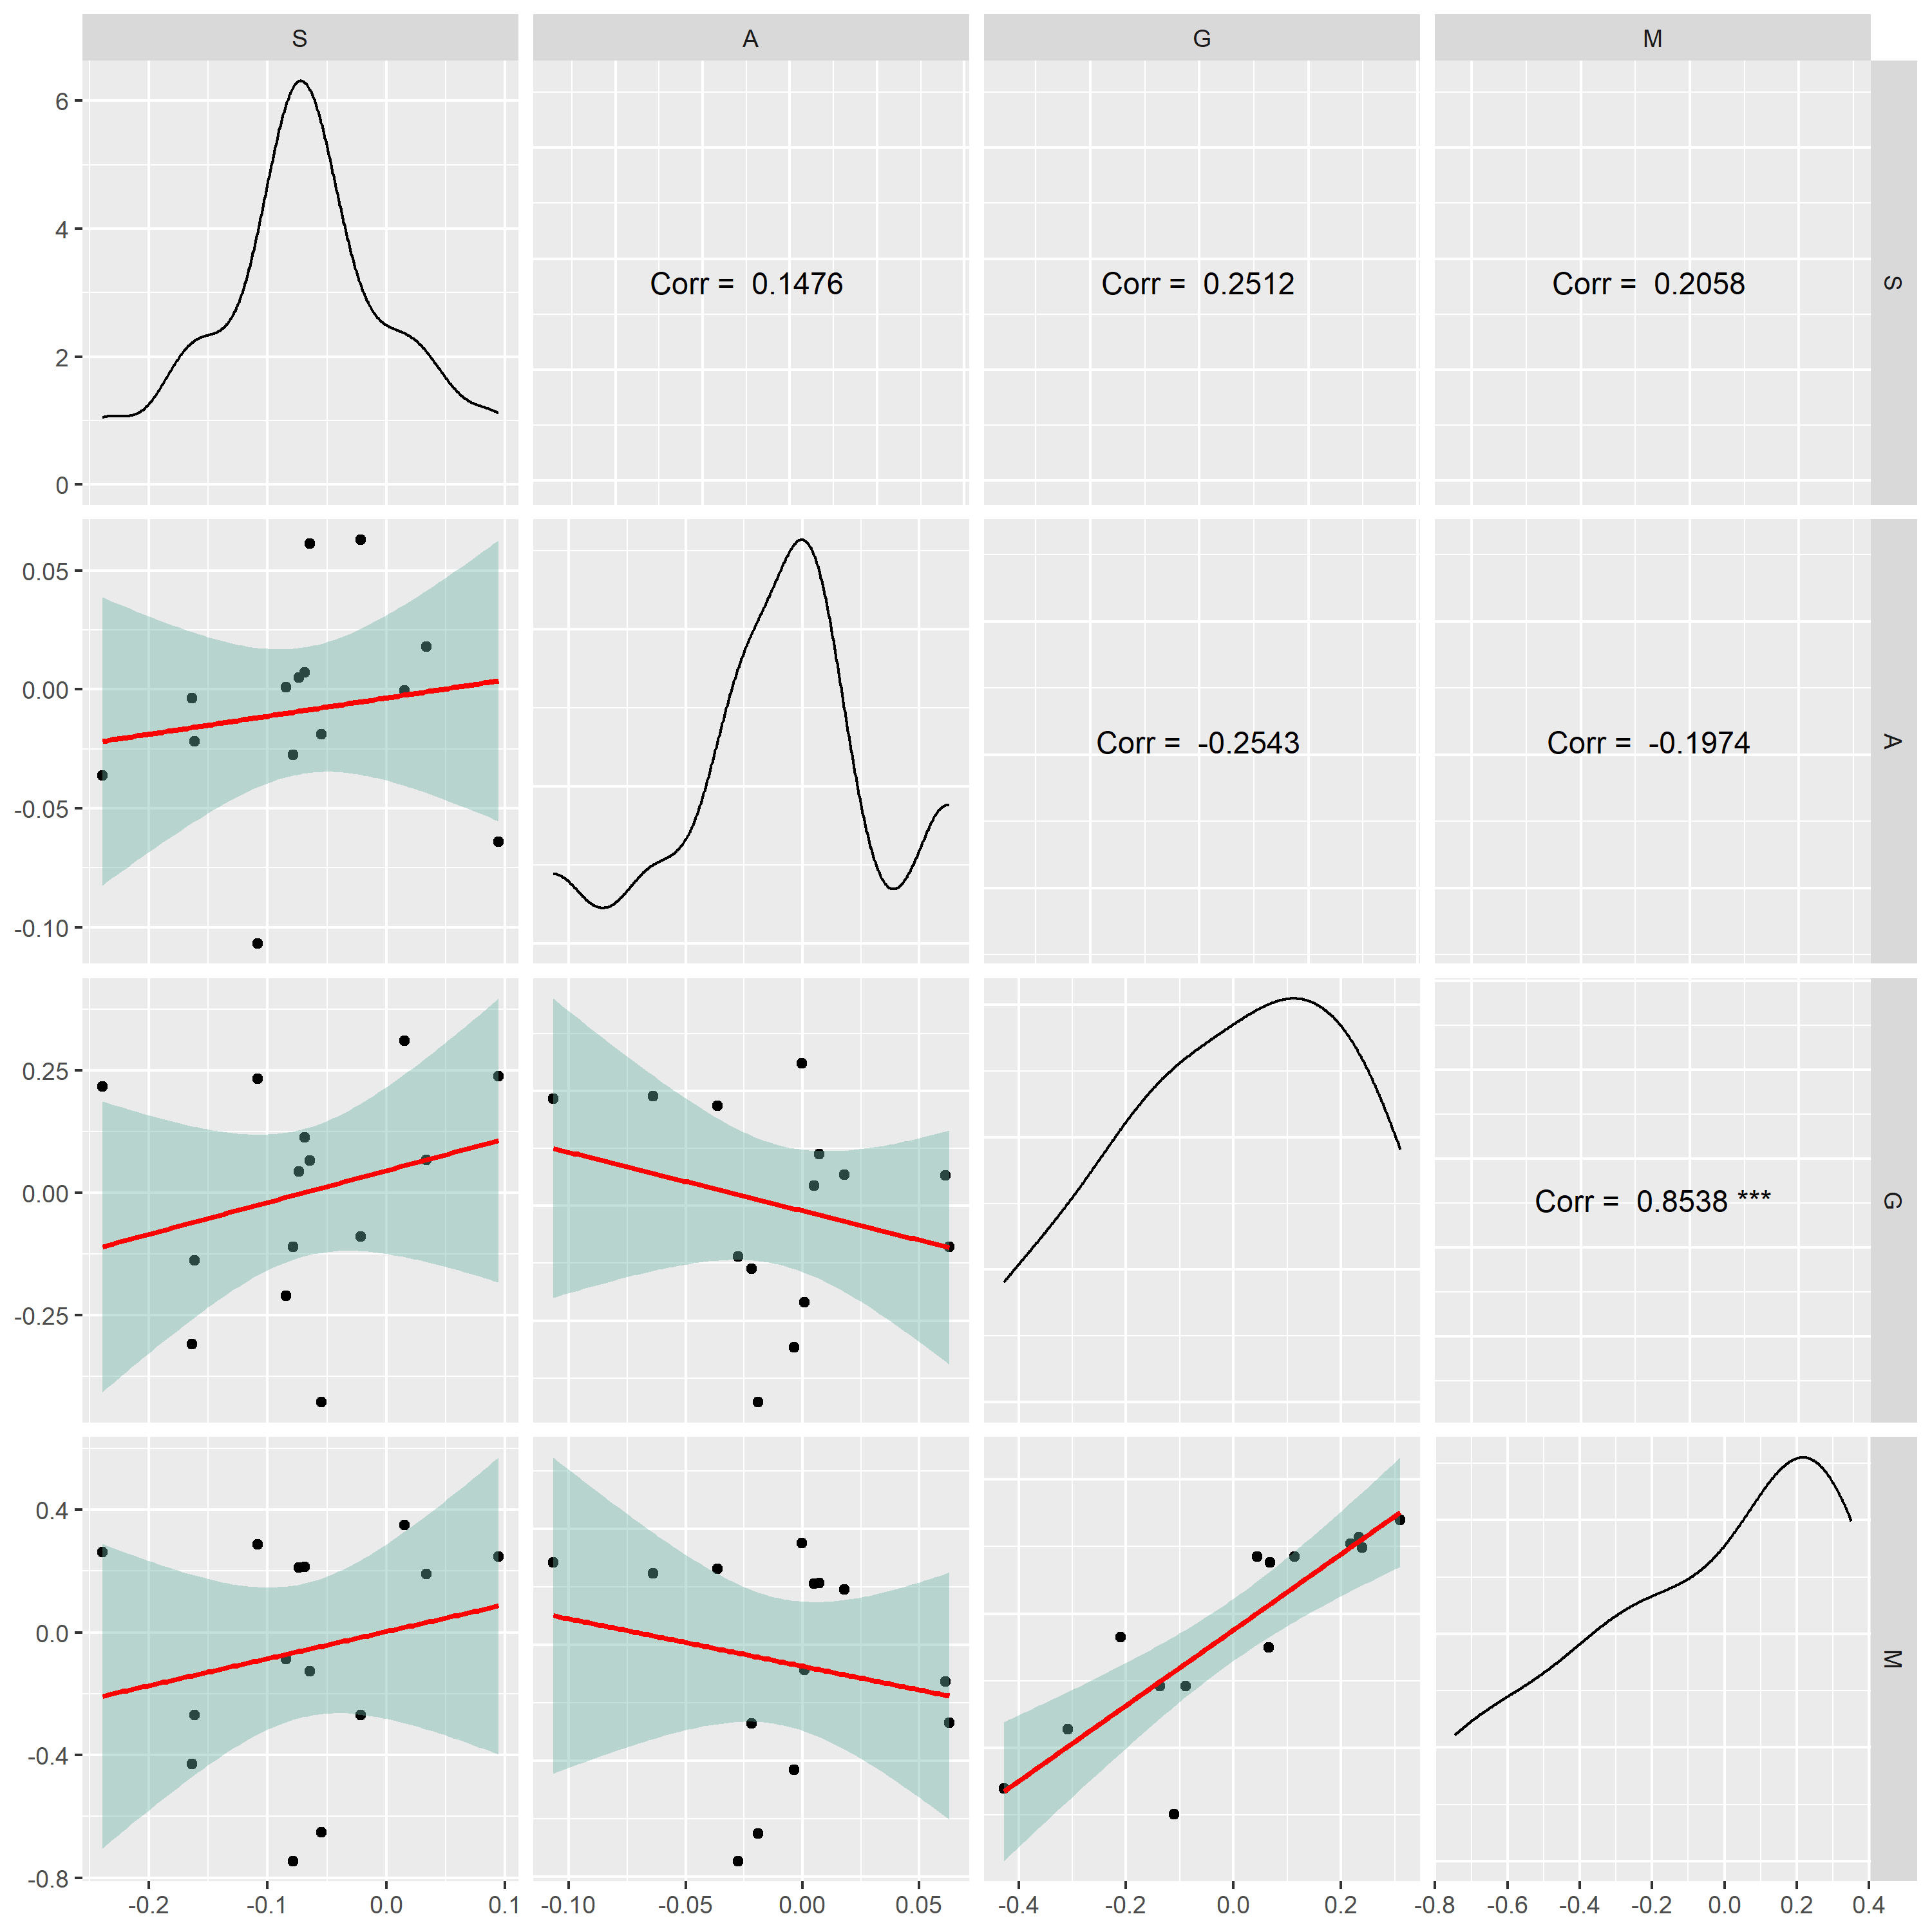 S A G M
6
4
2
0
Corr = 0.1476
Corr = 0.2512
Corr = 0.2058
S
0.05
0.00
-0.05
-0.10
Corr = -0.2543
Corr = -0.1974
A
0.25
0.00
-0.25
Corr = 0.8538 ***
G
0.4
0.0
-0.4
-0.8
M
-0.2 -0.1 0.0 0.1
-0.10 -0.05 0.00 0.05
-0.4 -0.2 0.0 0.2
-0.8 -0.6 -0.4 -0.2 0.0 0.2 0.4